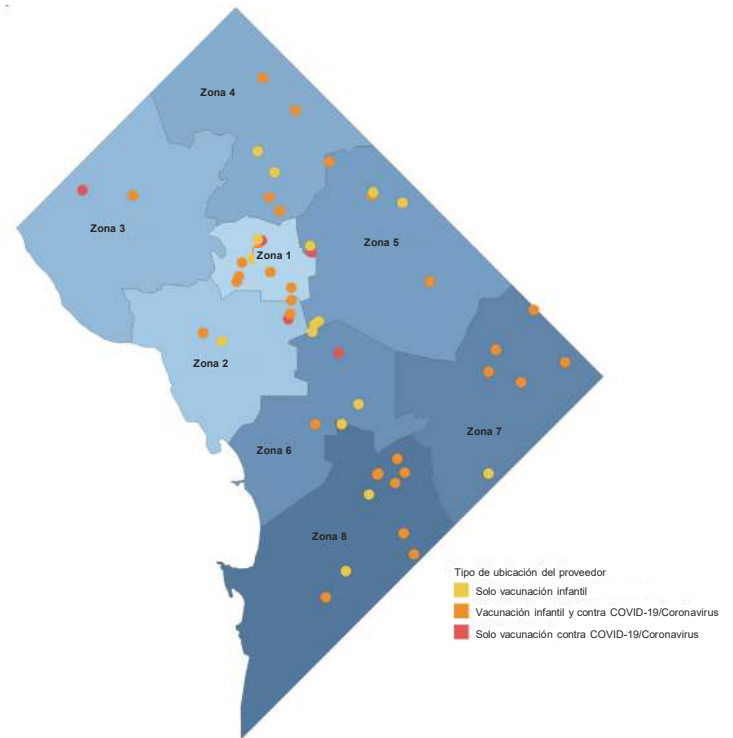 Zona 4
Zona 3
Zona 5
Zona 1
Zona 2
Zona 7
Zona 6
Zona 8
Tipo de ubicación del proveedor
Solo vacunación infantil
Vacunación infantil y contra COVID-19/Coronavirus
Solo vacunación contra COVID-19/Coronavirus